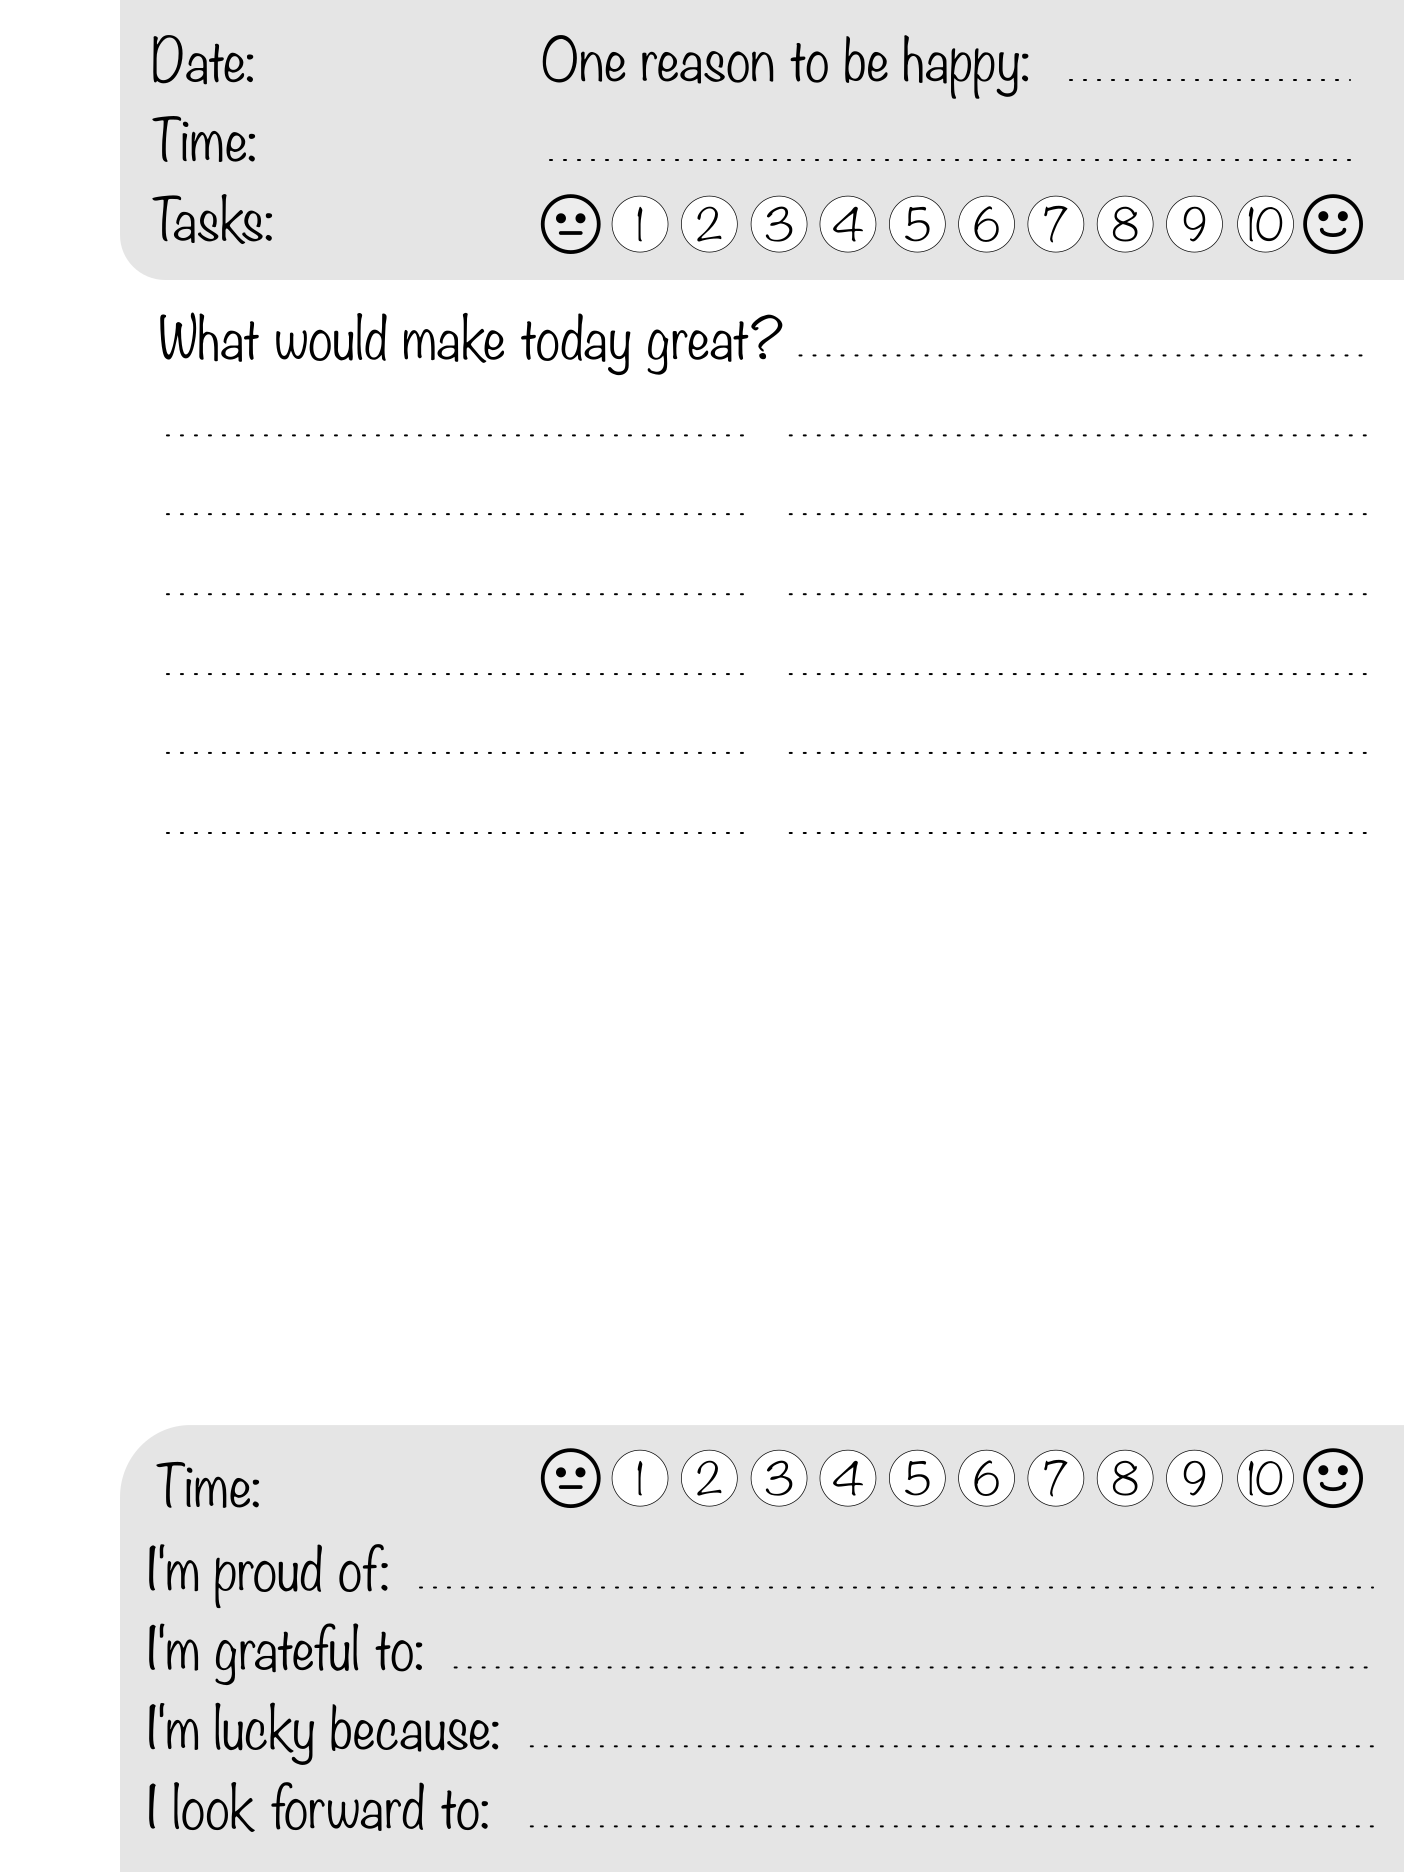 Date: One reason to be happy:
Time:
Tasks: 1 2 3 4 5 6 7 8 9 10
What would make today great?
Time: 1 2 3 4 5 6 7 8 9 10
I'm proud of:
I'm grateful to:
I'm lucky because:
I look forward to: